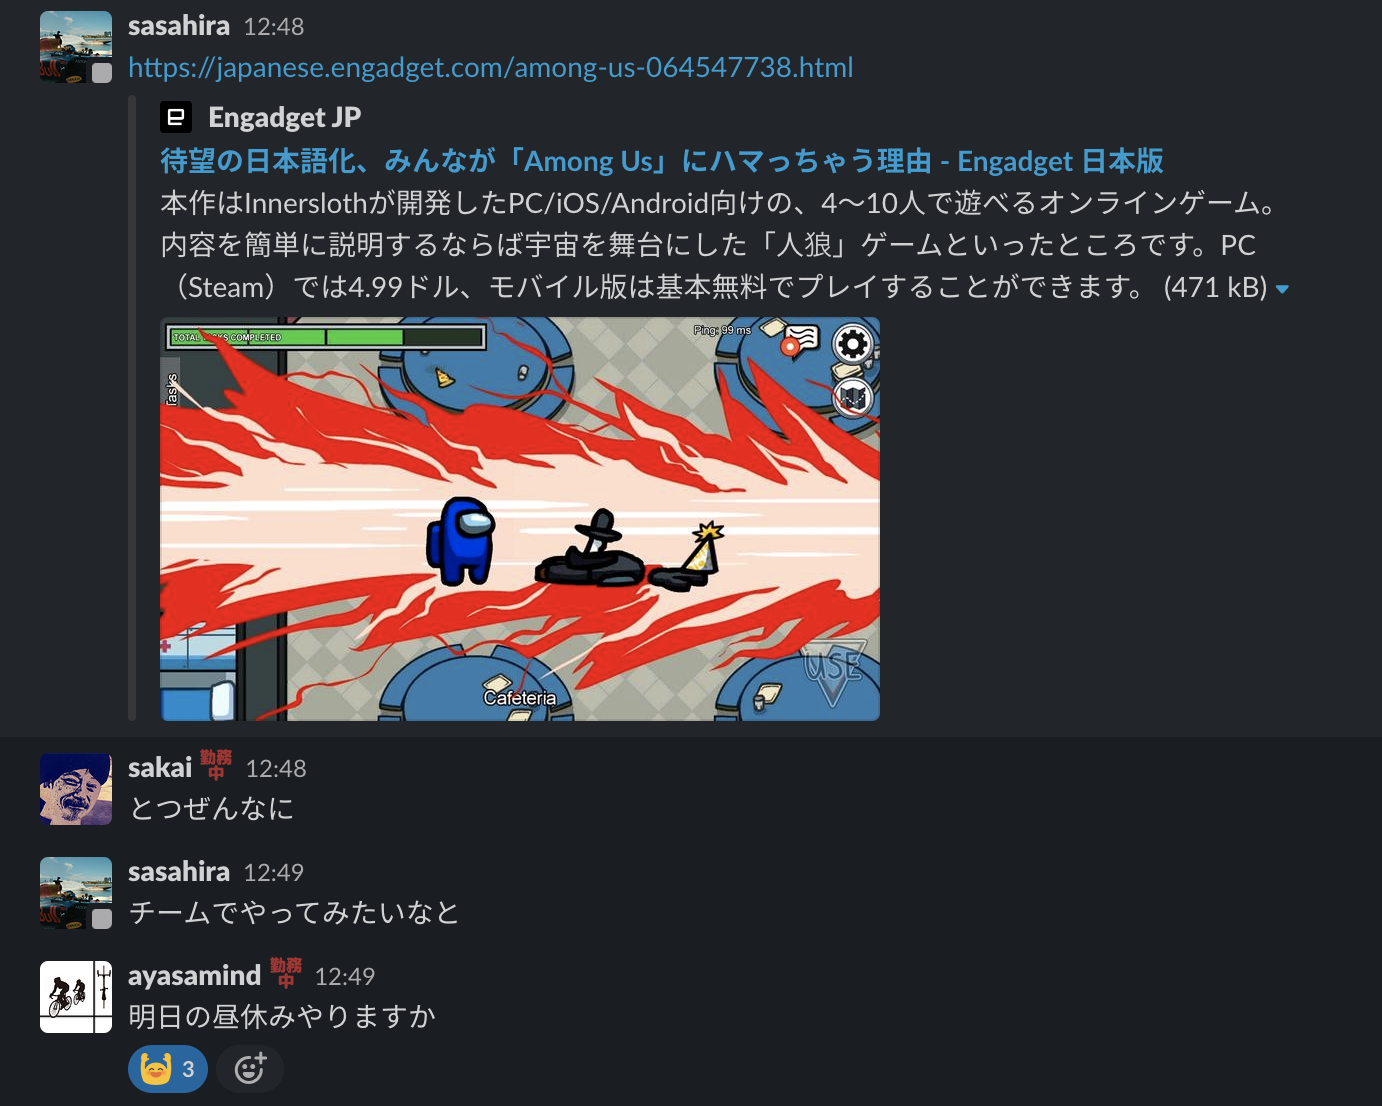 sasahira 12:48
https://japanese.engadget.com/among-us-064547738.html
Engadget JP
待望の日本語化、みんなが「Among Us」にハマっちゃう理由 - Engadget 日本版
本作はInnerslothが開発したPC/iOS/Android向けの、4〜10人で遊べるオンラインゲーム。
内容を簡単に説明するならば宇宙を舞台にした「人狼」ゲームといったところです。PC
（Steam）では4.99ドル、モバイル版は基本無料でプレイすることができます。 (471 kB)
TOTAL TASKS COMPLETED
Ping: 99 ms
Tasks
USE
Cafeteria
sakai 勤務中 12:48
とつぜんなに
sasahira 12:49
チームでやってみたいなと
ayasamind 勤務中 12:49
明日の昼休みやりますか
3